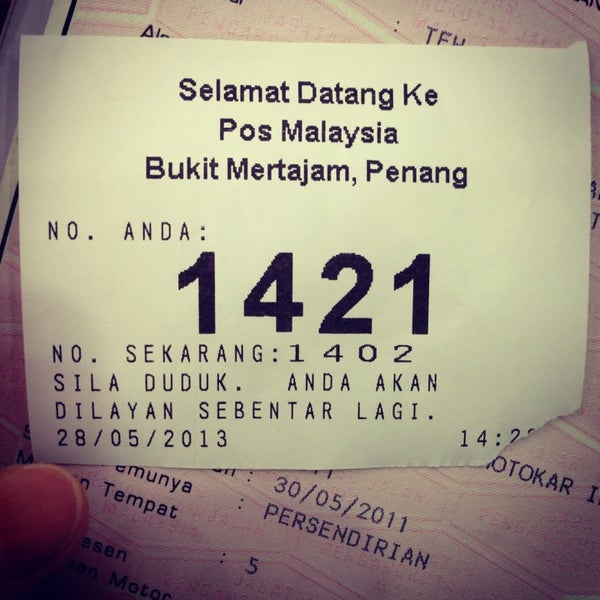 TEH
Selamat Datang Ke
Pos Malaysia
Bukit Mertajam, Penang
NO. ANDA:
1421
NO. SEKARANG:1402
SILA DUDUK. ANDA AKAN
DILAYAN SEBENTAR LAGI.
28/05/2013
: 30/05/2011
Tempat : PERSENDIRIAN
: 5